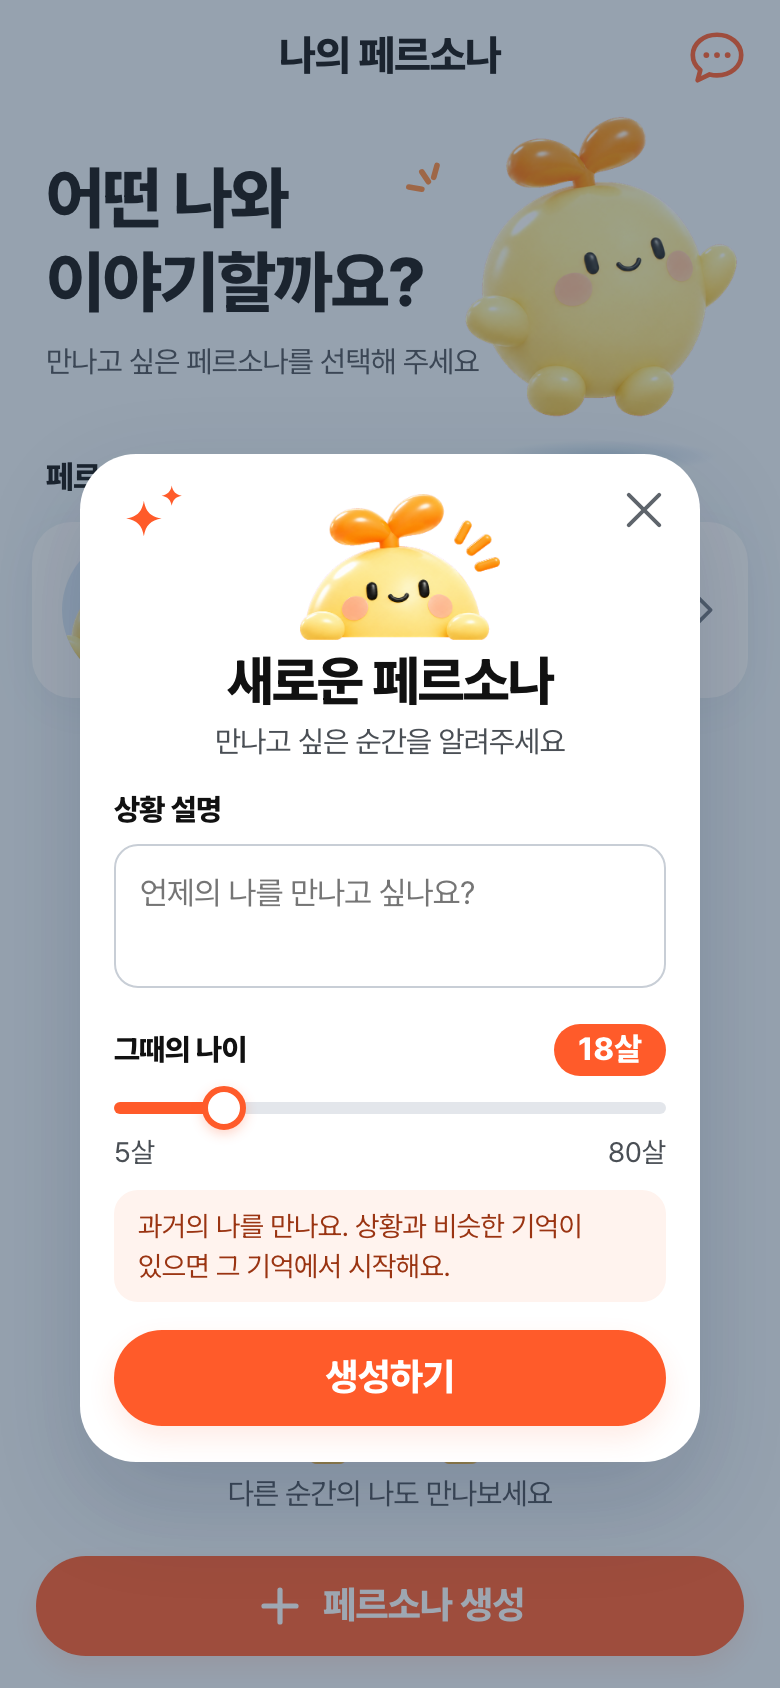 나의 페르소나
어떤 나와
이야기할까요?
만나고 싶은 페르소나를 선택해 주세요
새로운 페르소나
만나고 싶은 순간을 알려주세요
상황 설명
언제의 나를 만나고 싶나요?
그때의 나이
18살
5살
80살
과거의 나를 만나요. 상황과 비슷한 기억이
있으면 그 기억에서 시작해요.
생성하기
다른 순간의 나도 만나보세요
페르소나 생성